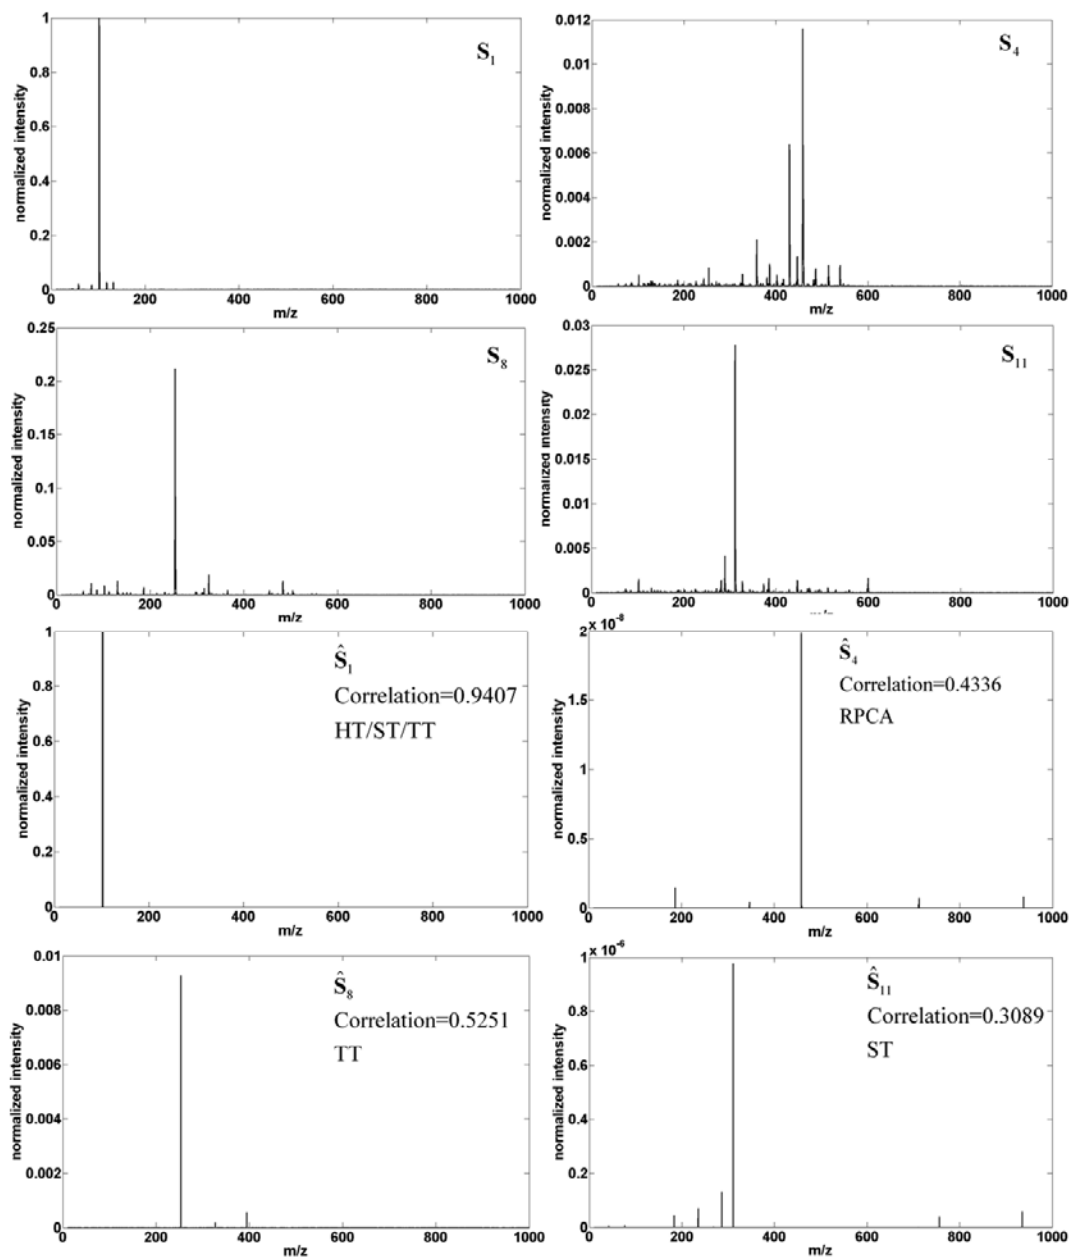 1
0.8
0.6
0.4
0.2
0
normalized intensity
0 200 400 600 800 1000
m/z
S1
0.012
0.01
0.008
0.006
0.004
0.002
0
normalized intensity
0 200 400 600 800 1000
m/z
S4
0.25
0.2
0.15
0.1
0.05
0
normalized intensity
0 200 400 600 800 1000
m/z
S8
0.03
0.025
0.02
0.015
0.01
0.005
0
normalized intensity
0 200 400 600 800 1000
m/z
S11
1
0.8
0.6
0.4
0.2
0
normalized intensity
0 200 400 600 800 1000
m/z
Ŝ1
Correlation=0.9407
HT/ST/TT
x 10-8
2
1.5
1
0.5
0
normalized intensity
0 200 400 600 800 1000
m/z
Ŝ4
Correlation=0.4336
RPCA
0.01
0.008
0.006
0.004
0.002
0
normalized intensity
0 200 400 600 800 1000
m/z
Ŝ8
Correlation=0.5251
TT
x 10-6
1
0.8
0.6
0.4
0.2
0
normalized intensity
0 200 400 600 800 1000
m/z
Ŝ11
Correlation=0.3089
ST